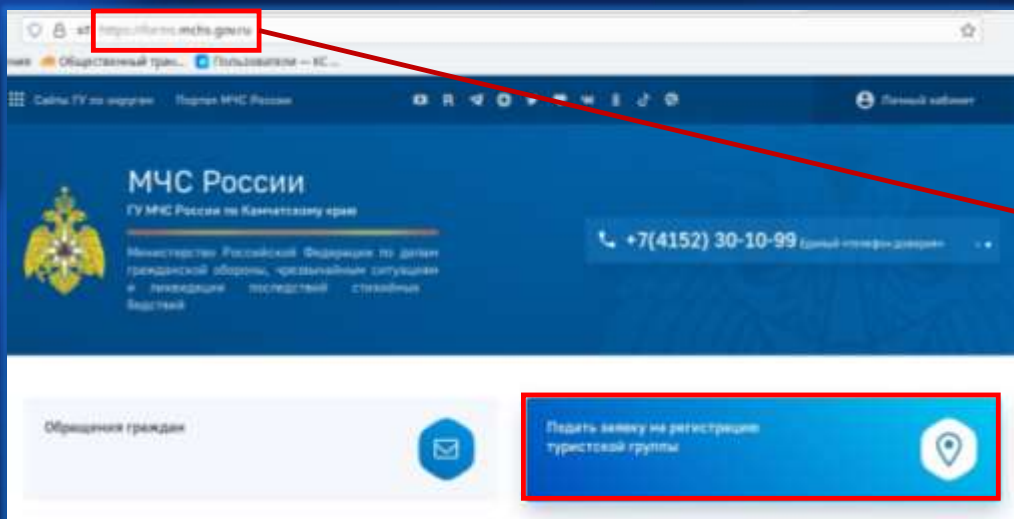 https://forms.mchs.gov.ru
Общественный тран...
Пользователи — КС ...
Сайты ГУ по округам Портал МЧС России
Личный кабинет
МЧС России
ГУ МЧС России по Камчатскому краю
+7(4152) 30-10-99 Единый «телефон доверия»
Министерство Российской Федерации по делам
гражданской обороны, чрезвычайным ситуациям
и ликвидации последствий стихийных
бедствий
Обращения граждан
Подать заявку на регистрацию
туристской группы